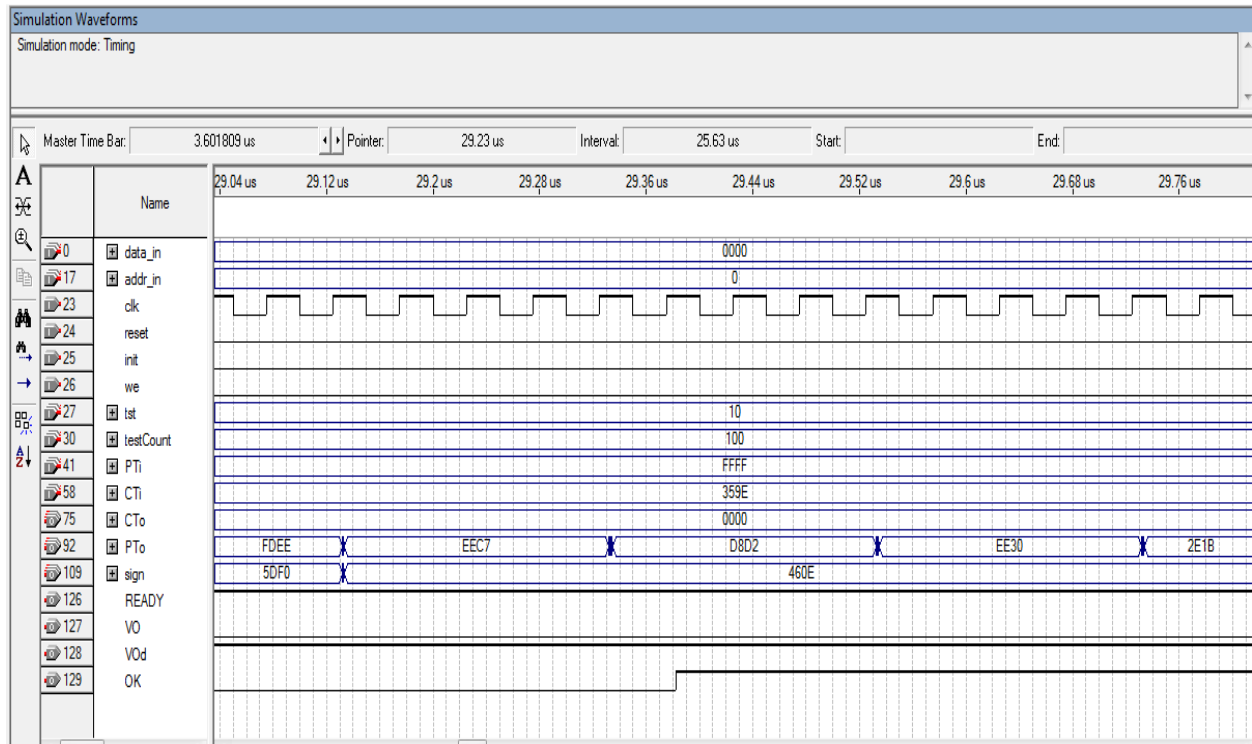 Simulation Waveforms
Simulation mode: Timing
Master Time Bar: 3.601809 us Pointer: 29.23 us Interval: 25.63 us Start: End:
A Name 29.04 us 29.12 us 29.2 us 29.28 us 29.36 us 29.44 us 29.52 us 29.6 us 29.68 us 29.76 us
0 data_in 0000
17 addr_in 0
23 clk
24 reset
25 init
26 we
27 tst 10
30 testCount 100
41 PTi FFFF
58 CTi 359E
75 CTo 0000
92 PTo FDEE EEC7 D8D2 EE30 2E1B
109 sign 5DF0 460E
126 READY
127 VO
128 VOd
129 OK